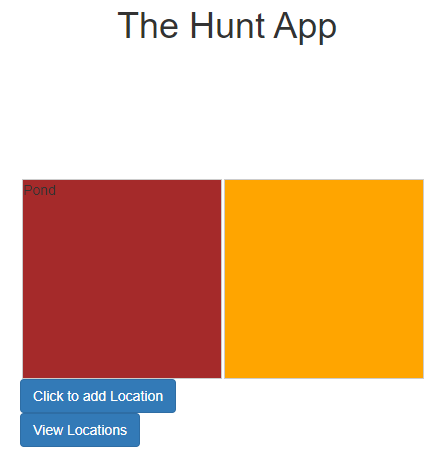 The Hunt App
Pond
Click to add Location
View Locations